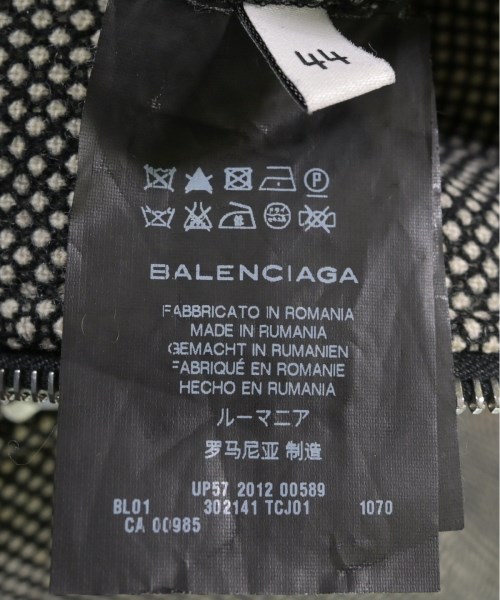 44
BALENCIAGA
FABBRICATO IN ROMANIA
MADE IN RUMANIA
GEMACHT IN RUMANIEN
FABRIQUÉ EN ROMANIE
HECHO EN RUMANIA
ルーマニア
罗马尼亚 制造
UP57 2012 00589
BL01 302141 TCJ01 1070
CA 00985